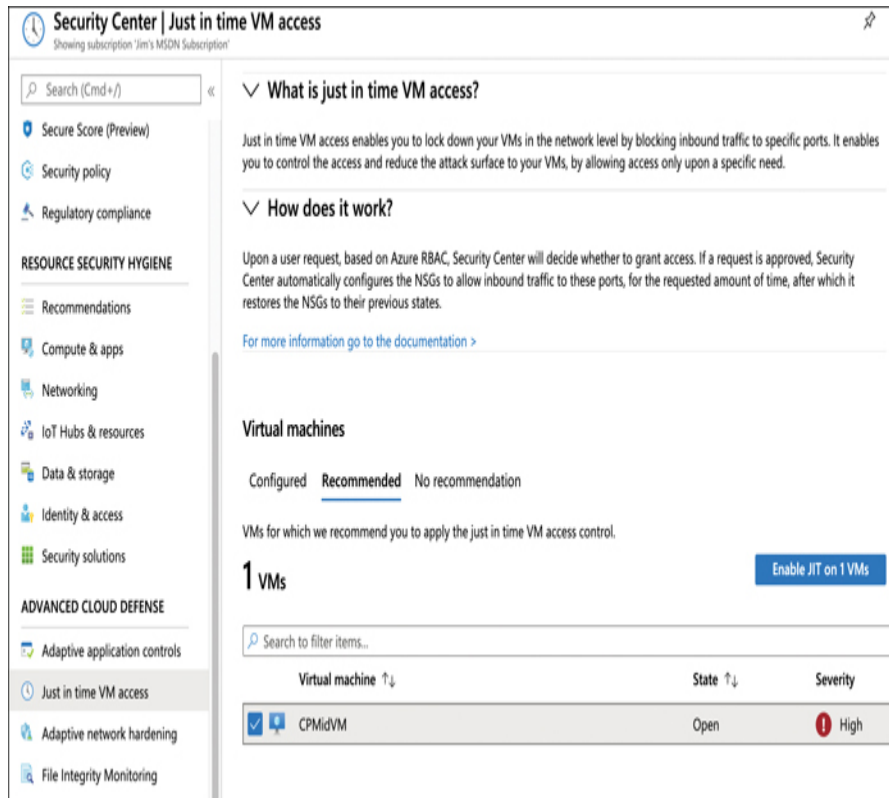 Security Center | Just in time VM access
Showing subscription 'Jim's MSDN Subscription'
Search (Cmd+/)
«
Secure Score (Preview)
Security policy
Regulatory compliance
RESOURCE SECURITY HYGIENE
Recommendations
Compute & apps
Networking
IoT Hubs & resources
Data & storage
Identity & access
Security solutions
ADVANCED CLOUD DEFENSE
Adaptive application controls
Just in time VM access
Adaptive network hardening
File Integrity Monitoring
What is just in time VM access?
Just in time VM access enables you to lock down your VMs in the network level by blocking inbound traffic to specific ports. It enables
you to control the access and reduce the attack surface to your VMs, by allowing access only upon a specific need.
How does it work?
Upon a user request, based on Azure RBAC, Security Center will decide whether to grant access. If a request is approved, Security
Center automatically configures the NSGs to allow inbound traffic to these ports, for the requested amount of time, after which it
restores the NSGs to their previous states.
For more information go to the documentation >
Virtual machines
Configured Recommended No recommendation
VMs for which we recommend you to apply the just in time VM access control.
1 VMs
Enable JIT on 1 VMs
Search to filter items...
Virtual machine ↑↓ State ↑↓ Severity
CPMidVM Open High